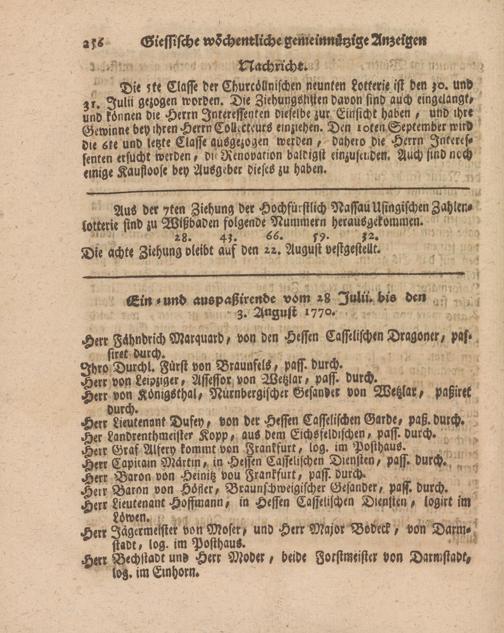 256 Giessische wöchentliche gemeinnützige Anzeigen
Nachricht.
Die 5te Classe der Churcöllnischen neunten Lotterie ist den 30. und
31. Julii gezogen worden. Die Ziehungslisten davon sind auch eingelangt,
und können die Herrn Interessenten dieselbe zur Einsicht haben, und ihre
Gewinne bey ihren Herrn Collecteurs einziehen. Den 10ten September wird
die 6te und letzte Classe ausgezogen werden, dahero die Herrn Interes-
senten ersucht werden, die Renovation baldigst einzusenden. Auch sind noch
einige Kaufloose bey Ausgeber dieses zu haben.
Aus der 7ten Ziehung der Hochfürstlich Nassau Usingischen Zahlen-
lotterie sind zu Wißbaden folgende Nummern herausgekommen.
28. 43. 66. 59. 32.
Die achte Ziehung bleibt auf den 22. August vestgestellt.
Ein- und auspaßirende vom 28 Julii. bis den
3. August 1770.
Herr Fähndrich Marquard, von den Hessen Casselischen Dragoner, pas-
siret durch.
Ihro Durchl. Fürst von Braunfels, pass. durch.
Herr von Leipziger, Assessor von Wetzlar, pass. durch.
Herr von Königsthal, Nürnbergischer Gesander von Wetzlar, paßiret
durch.
Herr Lieutenant Dufey, von der Hessen Casselischen Garde, paß. durch.
Her Landrenthmeister Kopp, aus dem Eichsfeldischen, pass. durch.
Herr Graf Alfery kommt von Frankfurt, log. im Posthaus.
Herr Capitain Märtin, in Hessen Casselischen Diensten, pass. durch.
Herr Baron von Heinitz von Frankfurt, pass. durch.
Herr Baron von Höfler, Braunschweigischer Gesander, pass. durch.
Herr Lieutenant Hoffmann, in Hessen Casselischen Diensten, logirt im
Löwen.
Herr Jägermeister von Moser, und Herr Major Bodeck, von Darm-
stadt, log. im Posthaus.
Herr Bechstadt und Herr Moder, beide Forstmeister von Darmstadt,
log. im Einhorn.